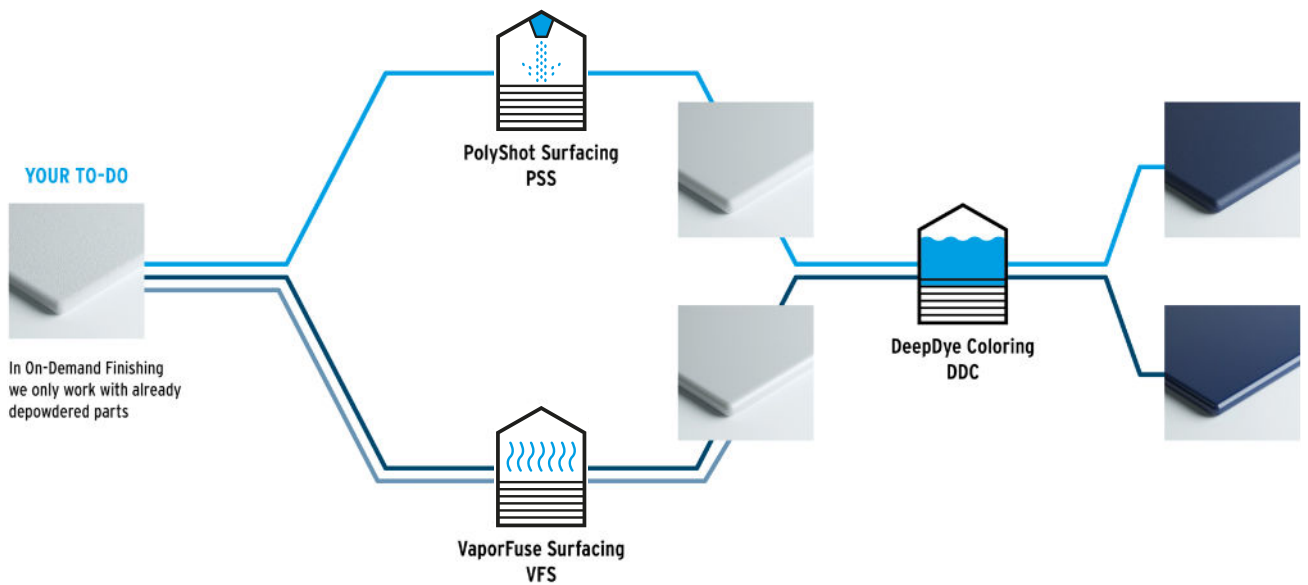 PolyShot Surfacing
PSS
YOUR TO-DO
In On-Demand Finishing
we only work with already
depowdered parts
DeepDye Coloring
DDC
VaporFuse Surfacing
VFS